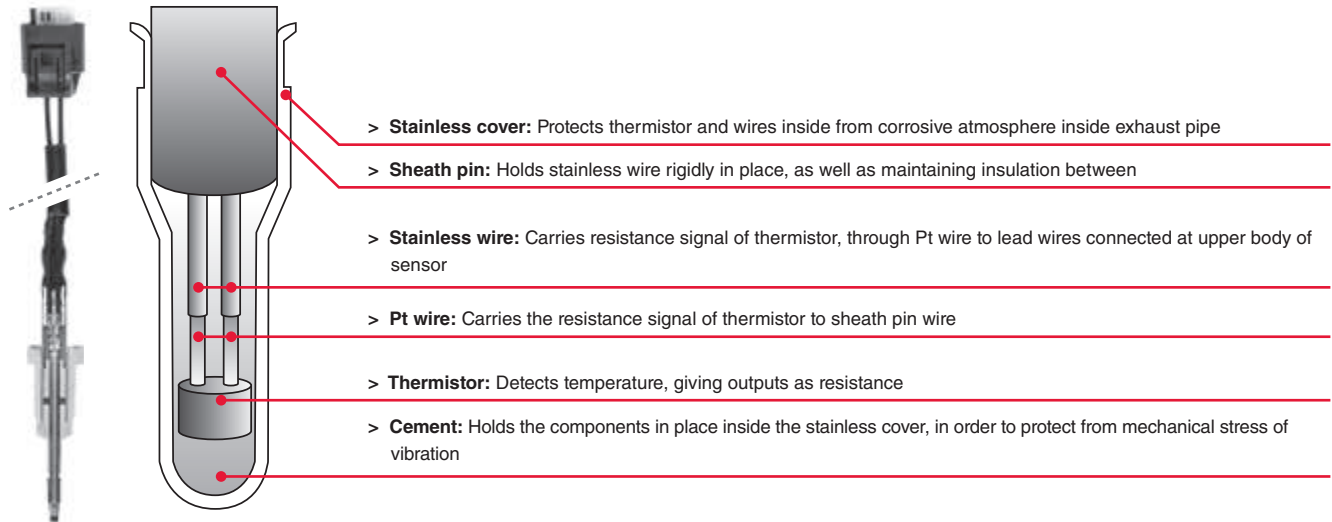 > Stainless cover: Protects thermistor and wires inside from corrosive atmosphere inside exhaust pipe
> Sheath pin: Holds stainless wire rigidly in place, as well as maintaining insulation between
> Stainless wire: Carries resistance signal of thermistor, through Pt wire to lead wires connected at upper body of
sensor
> Pt wire: Carries the resistance signal of thermistor to sheath pin wire
> Thermistor: Detects temperature, giving outputs as resistance
> Cement: Holds the components in place inside the stainless cover, in order to protect from mechanical stress of
vibration